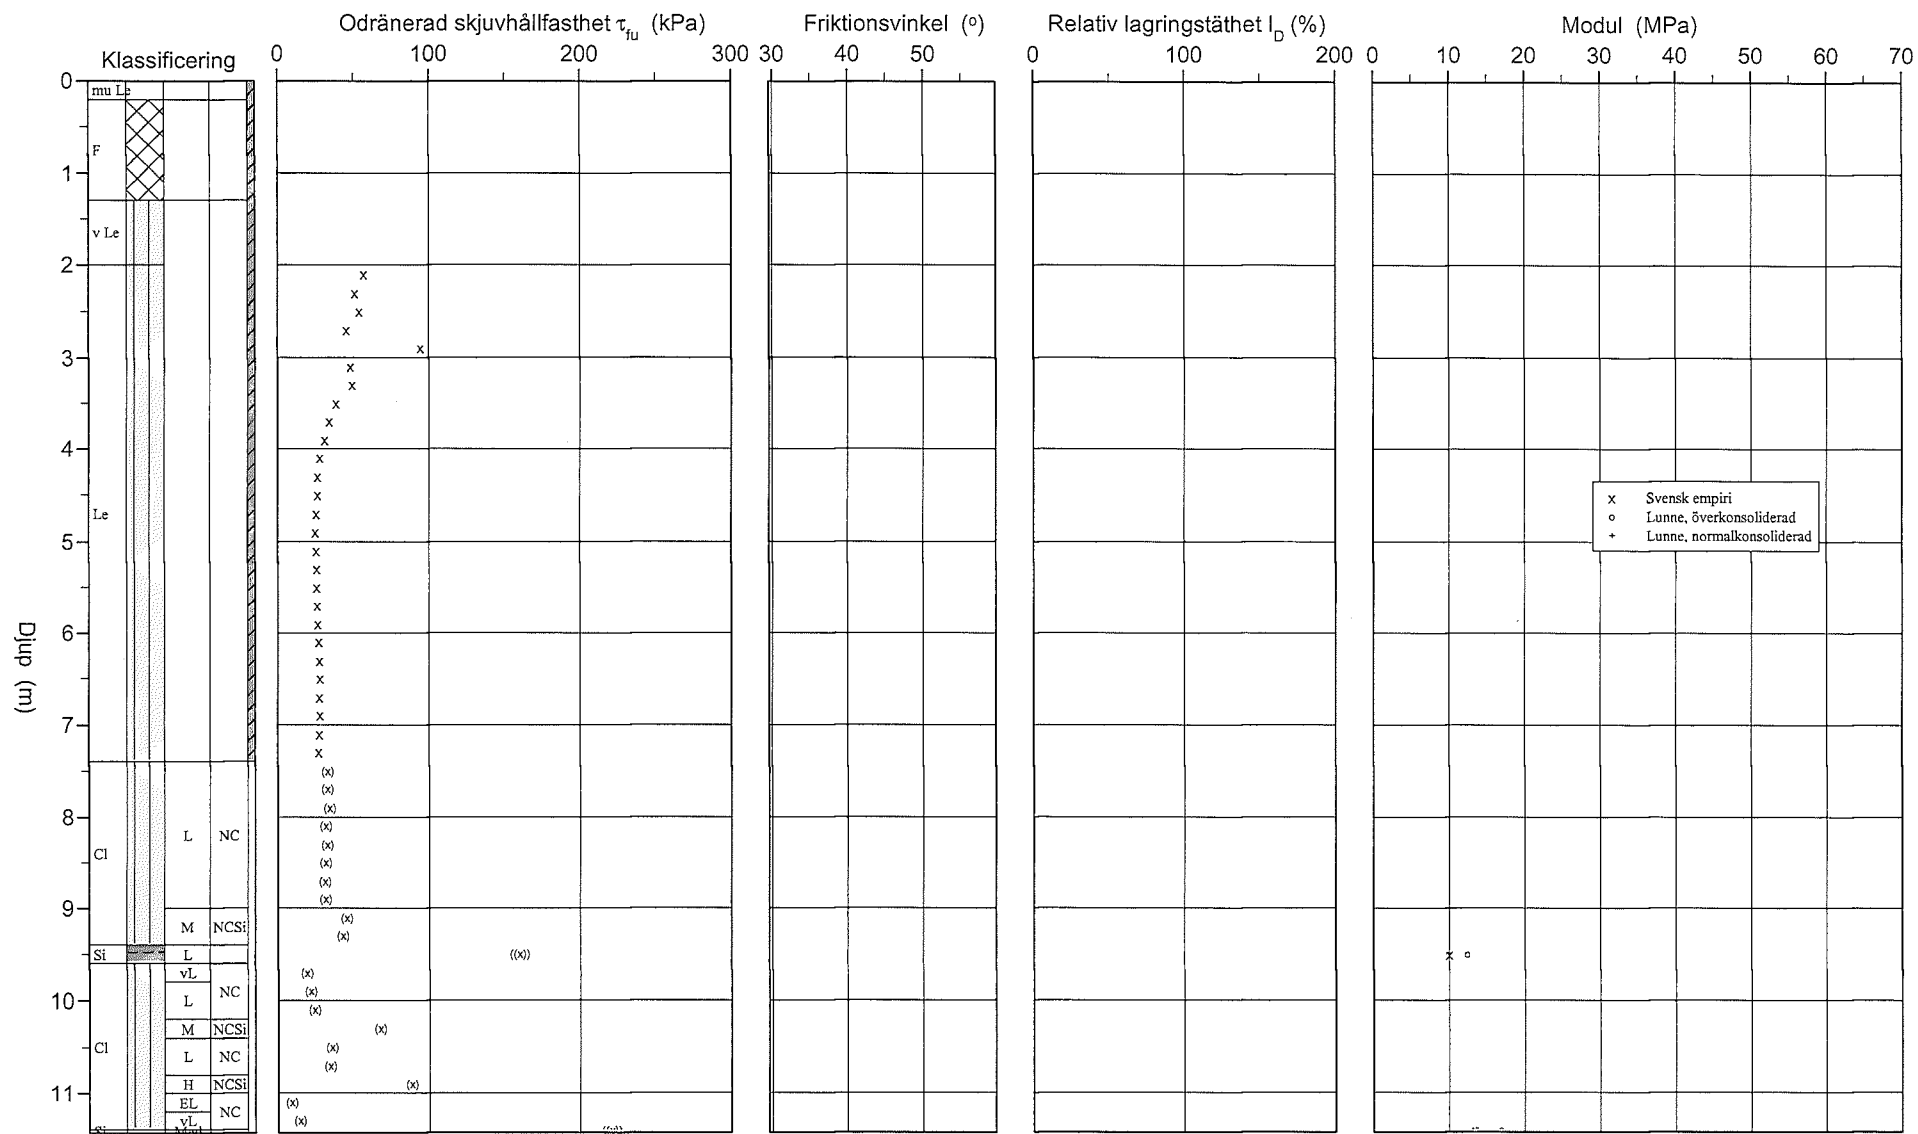 Odränerad skjuvhållfasthet τfu (kPa)
Friktionsvinkel (o)
Relativ lagringstäthet ID (%)
Modul (MPa)
Klassificering
0 100 200 300
30 40 50
0 100 200
0 10 20 30 40 50 60 70
0
mu Le
F
1
v Le
2
3
4
x Svensk empiri
o Lunne, överkonsoliderad
+ Lunne, normalkonsoliderad
Le
5
6
Djup (m)
7
8
L NC
Cl
9
M NCSi
Si L
vL
NC
10
L
M NCSi
Cl
L NC
H NCSi
11
EL
NC
vL
Si